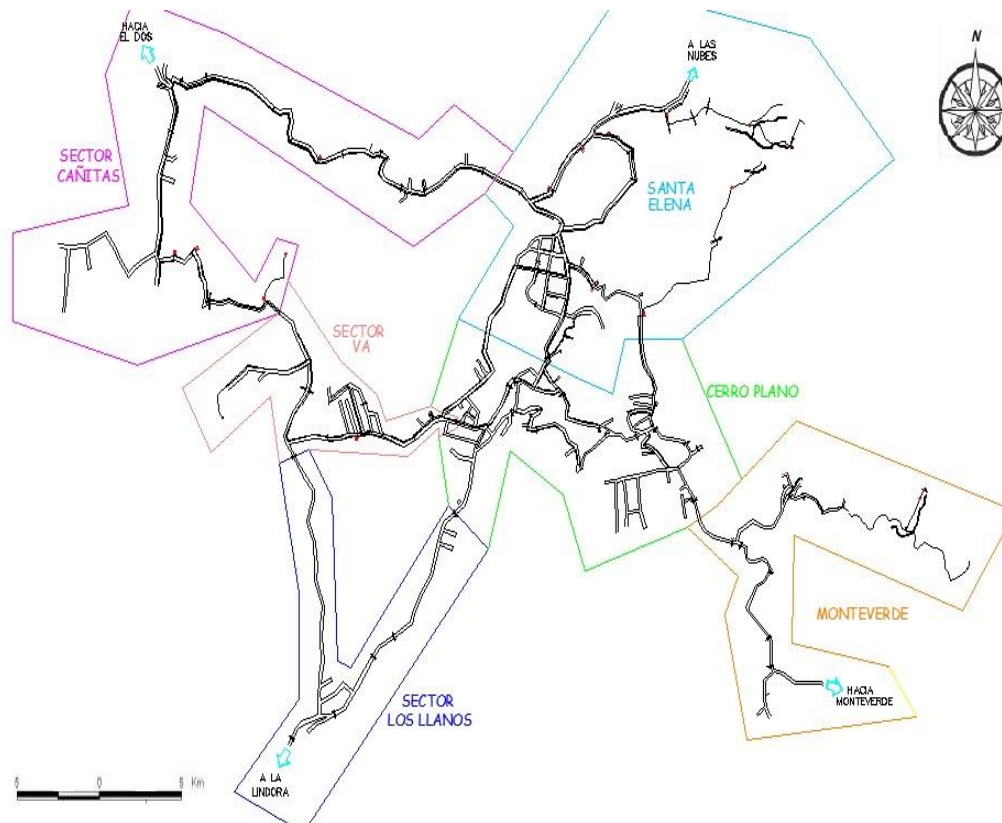 HACIA
EL DOS
A LAS
NUBES
N
SECTOR
CAÑITAS
SANTA
ELENA
SECTOR
VA
CERRO PLANO
MONTEVERDE
HACIA
MONTEVERDE
SECTOR
LOS LLANOS
A LA
LINDORA
5 0 5 Km